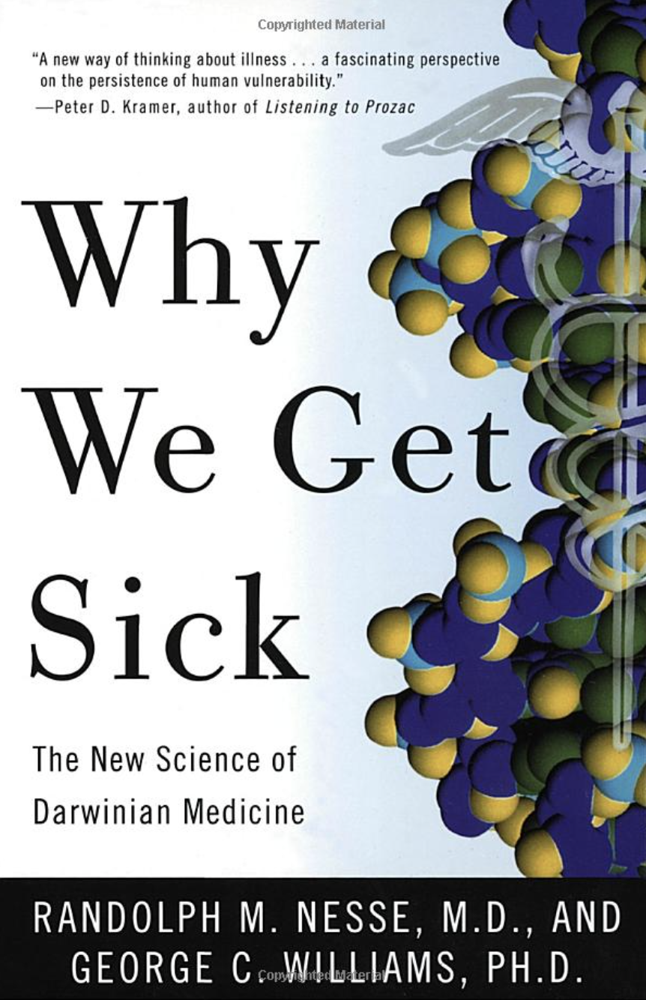 Copyrighted Material
“A new way of thinking about illness . . . a fascinating perspective
on the persistence of human vulnerability.”
—Peter D. Kramer, author of Listening to Prozac
Why
We Get
Sick
The New Science of
Darwinian Medicine
RANDOLPH M. NESSE, M.D., AND
GEORGE C. WILLIAMS, PH.D.
Copyrighted Material